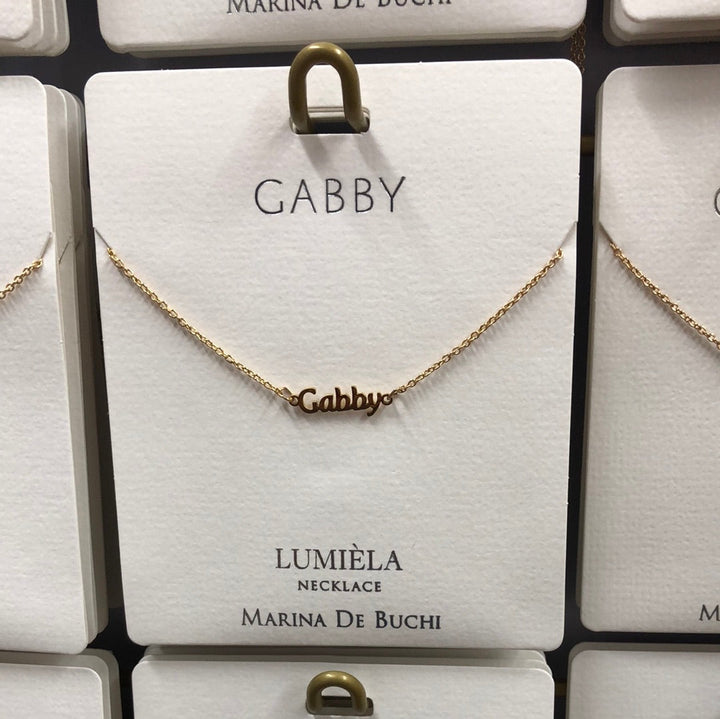 MARINA DE BUCHI
GABBY
Gabby
LUMIÈLA
NECKLACE
MARINA DE BUCHI